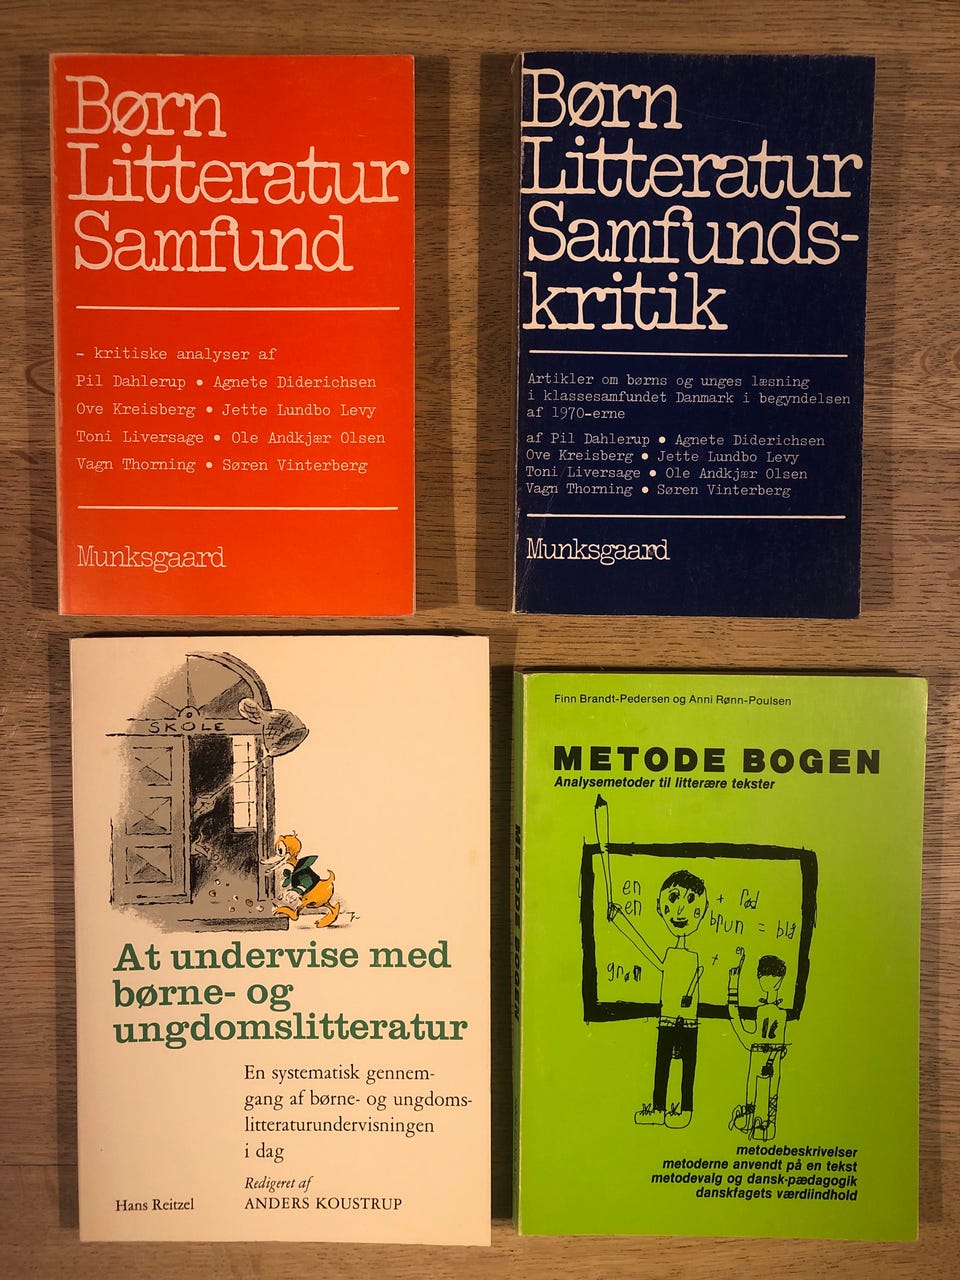 Børn
Litteratur
Samfund
- kritiske analyser af
Pil Dahlerup • Agnete Diderichsen
Ove Kreisberg • Jette Lundbo Levy
Toni Liversage • Ole Andkjær Olsen
Vagn Thorning • Søren Vinterberg
Munksgaard
Børn
Litteratur
Samfunds-
kritik
Artikler om børns og unges læsning
i klassesamfundet Danmark i begyndelsen
af 1970-erne
af Pil Dahlerup • Agnete Diderichsen
Ove Kreisberg • Jette Lundbo Levy
Toni Liversage • Ole Andkjær Olsen
Vagn Thorning • Søren Vinterberg
Munksgaard
SKOLE
At undervise med
børne- og
ungdomslitteratur
En systematisk gennem-
gang af børne- og ungdoms-
litteraturundervisningen
i dag
Redigeret af
Hans Reitzel ANDERS KOUSTRUP
METODE BOGEN
Finn Brandt-Pedersen og Anni Rønn-Poulsen
METODE BOGEN
Analysemetoder til litterære tekster
en + rød
en brun = blå
grøn + en
metodebeskrivelser
metoderne anvendt på en tekst
metodevalg og dansk-pædagogik
danskfagets værdiindhold